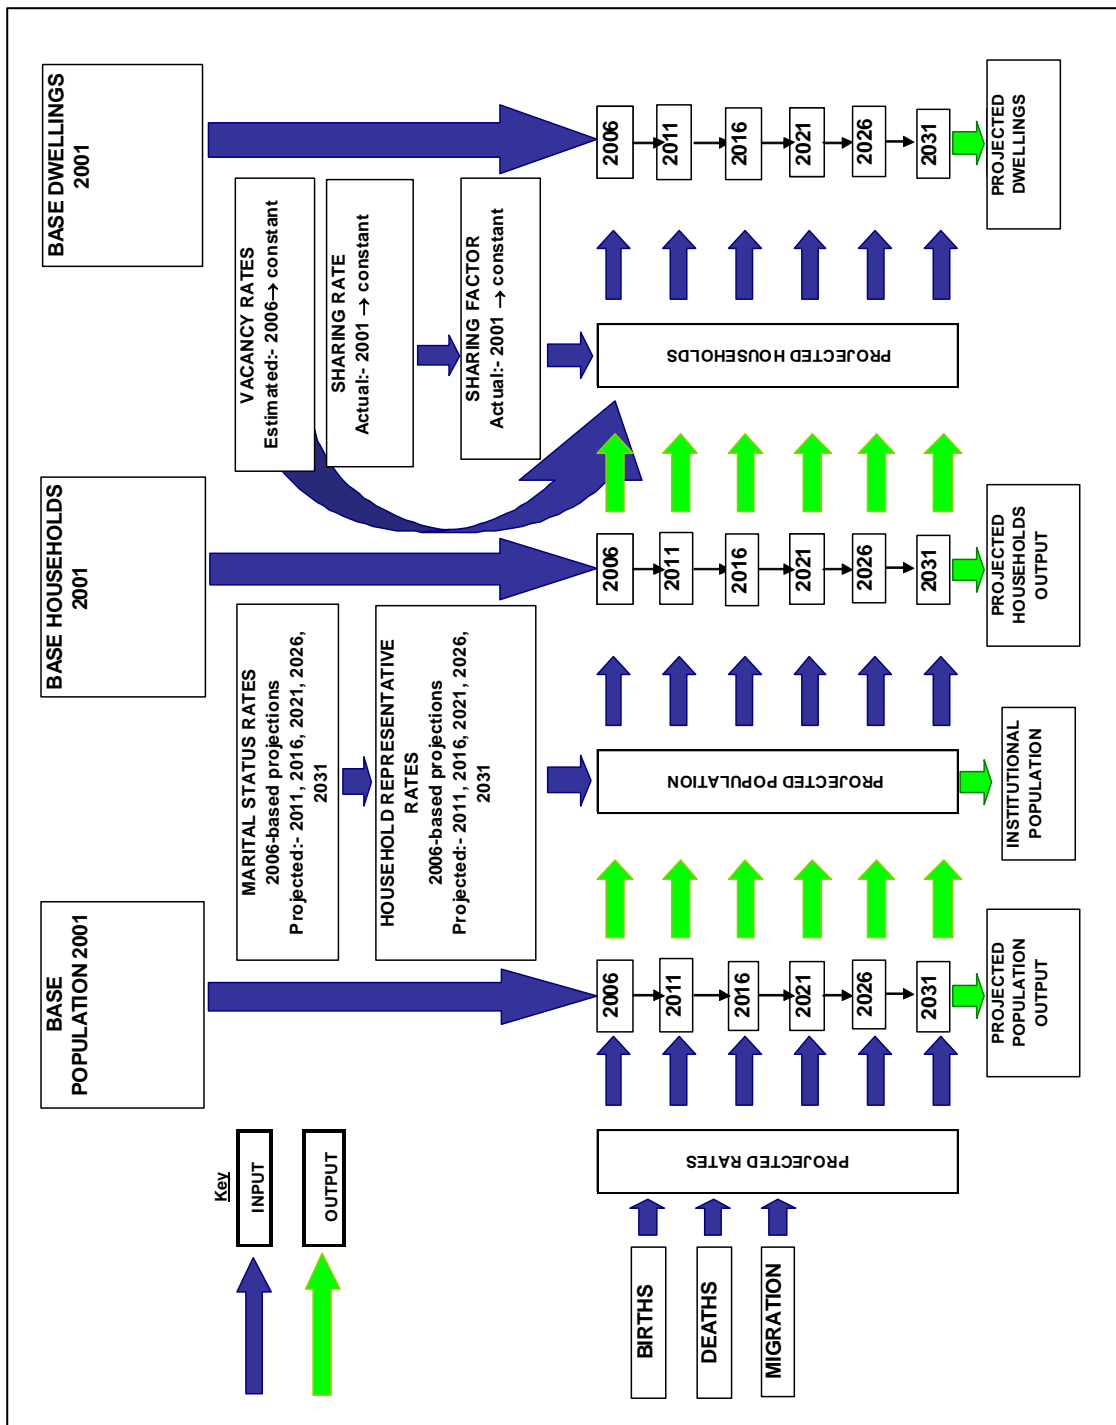 Key
INPUT
OUTPUT
BASE
POPULATION 2001
BASE HOUSEHOLDS
2001
BASE DWELLINGS
2001
MARITAL STATUS RATES
2006-based projections
Projected:- 2011, 2016, 2021, 2026,
2031
HOUSEHOLD REPRESENTATIVE
RATES
2006-based projections
Projected:- 2011, 2016, 2021, 2026,
2031
VACANCY RATES
Estimated:- 2006→ constant
SHARING RATE
Actual:- 2001 → constant
SHARING FACTOR
Actual:- 2001 → constant
BIRTHS
DEATHS
MIGRATION
PROJECTED RATES
2006
2011
2016
2021
2026
2031
PROJECTED POPULATION
2006
2011
2016
2021
2026
2031
PROJECTED HOUSEHOLDS
2006
2011
2016
2021
2026
2031
PROJECTED
POPULATION
OUTPUT
INSTITUTIONAL
POPULATION
PROJECTED
HOUSEHOLDS
OUTPUT
PROJECTED
DWELLINGS